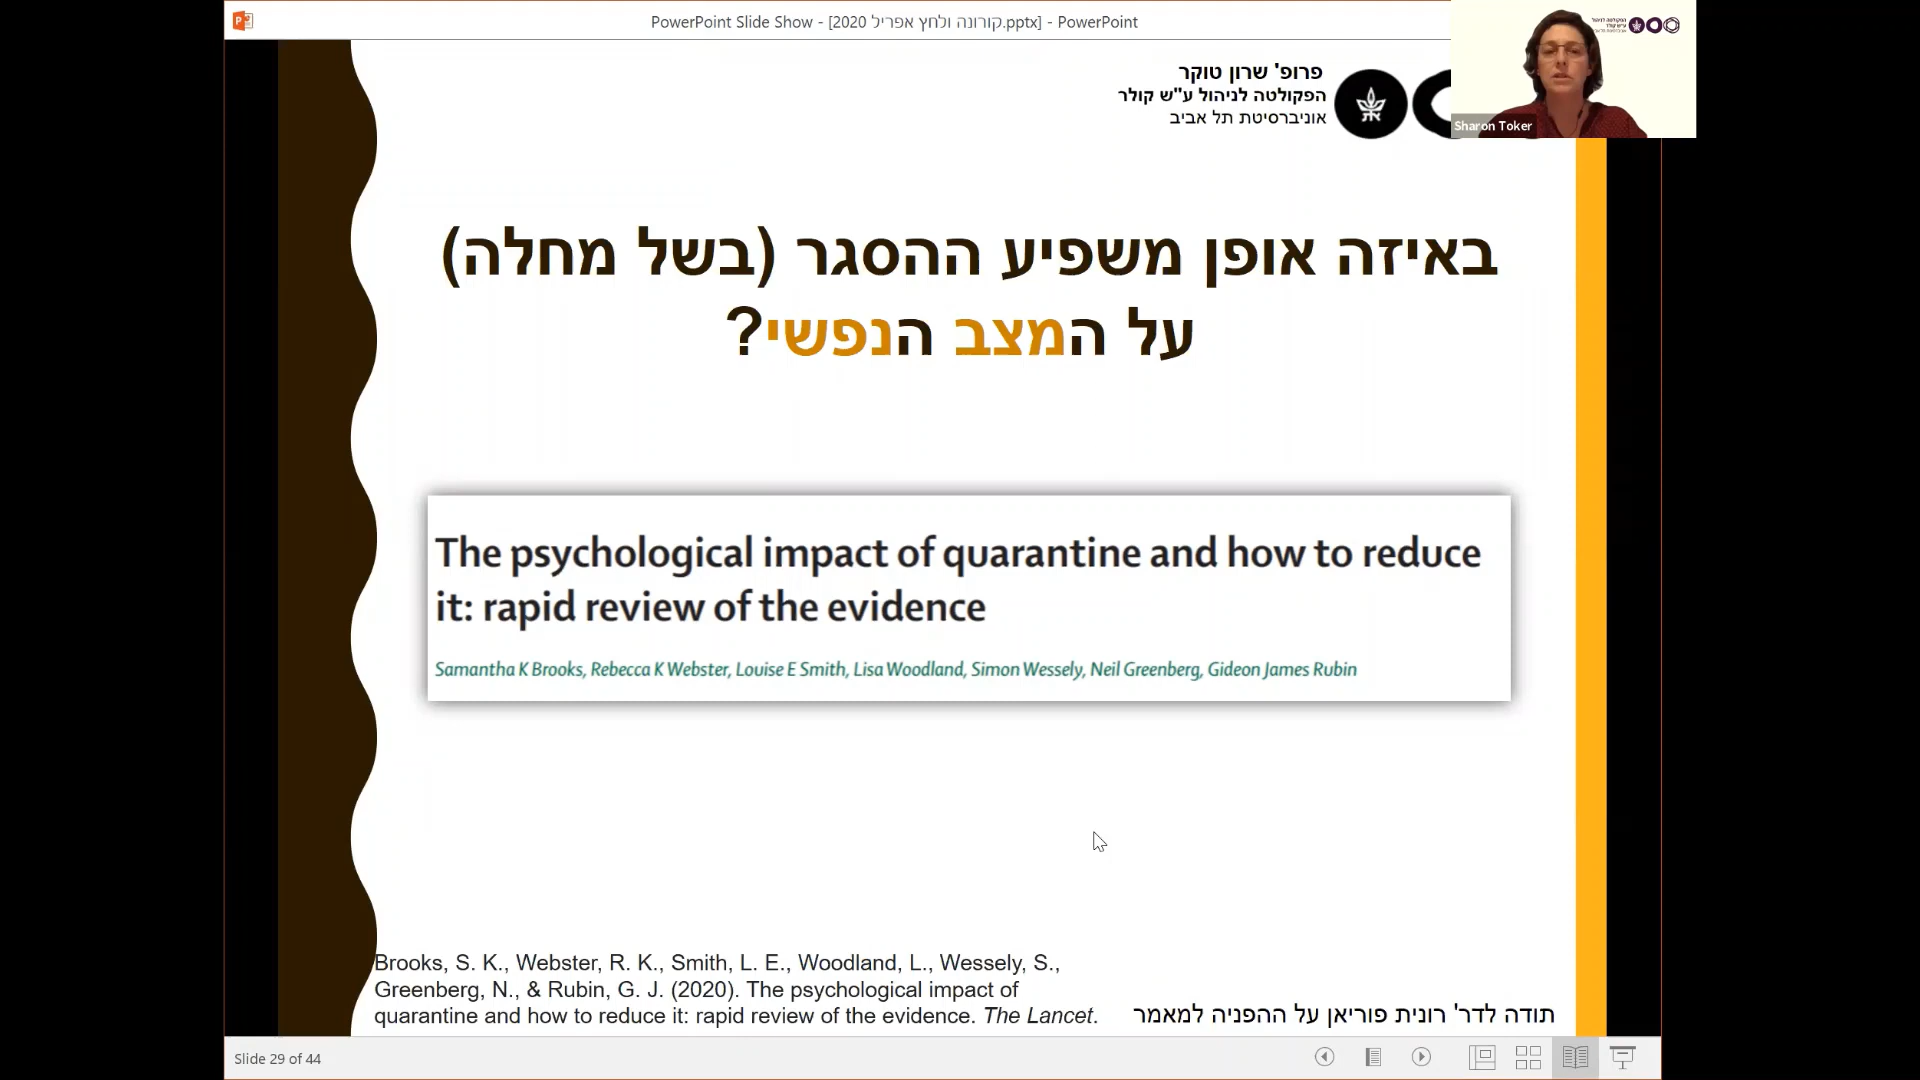 PowerPoint Slide Show - [קורונה ולחץ אפריל 2020.pptx] - PowerPoint
פרופ' שרון טוקר
הפקולטה לניהול ע"ש קולר
אוניברסיטת תל אביב
Sharon Toker
באיזה אופן משפיע ההסגר (בשל מחלה)
על המצב הנפשי?
The psychological impact of quarantine and how to reduce
it: rapid review of the evidence
Samantha K Brooks, Rebecca K Webster, Louise E Smith, Lisa Woodland, Simon Wessely, Neil Greenberg, Gideon James Rubin
Brooks, S. K., Webster, R. K., Smith, L. E., Woodland, L., Wessely, S.,
Greenberg, N., & Rubin, G. J. (2020). The psychological impact of
quarantine and how to reduce it: rapid review of the evidence. The Lancet.
תודה לדר' רונית פוריאן על ההפניה למאמר
Slide 29 of 44